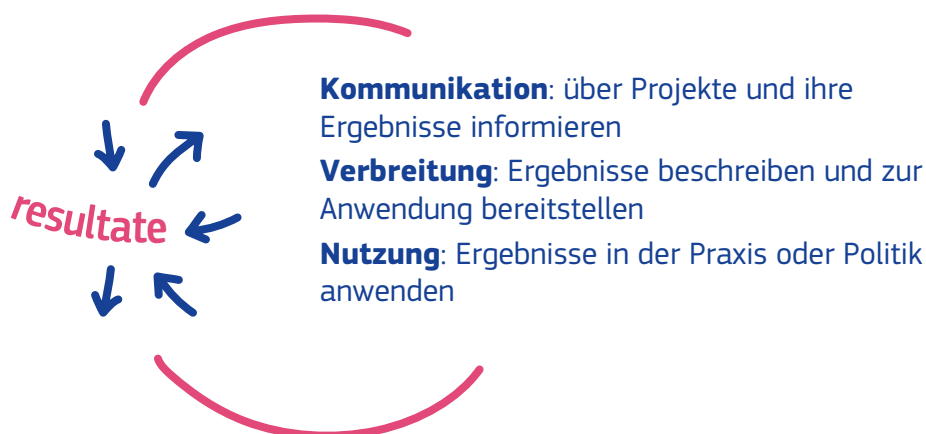 Kommunikation: über Projekte und ihre
Ergebnisse informieren
Verbreitung: Ergebnisse beschreiben und zur
Anwendung bereitstellen
Nutzung: Ergebnisse in der Praxis oder Politik
anwenden
resultate